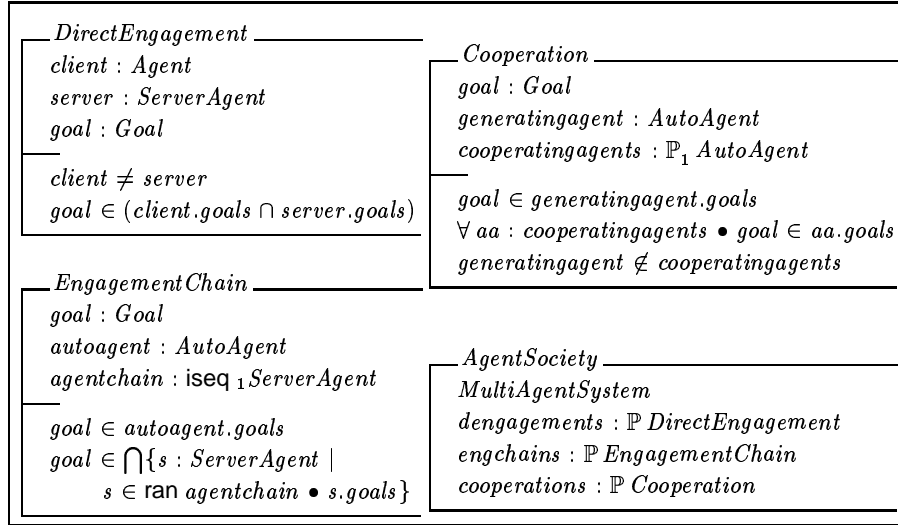 DirectEngagement
client : Agent
server : ServerAgent
goal : Goal
client ≠ server
goal ∈ (client.goals ∩ server.goals)
EngagementChain
goal : Goal
autoagent : AutoAgent
agentchain : iseq ₁ServerAgent
goal ∈ autoagent.goals
goal ∈ ⋂{s : ServerAgent |
s ∈ ran agentchain • s.goals}
Cooperation
goal : Goal
generatingagent : AutoAgent
cooperatingagents : ℙ₁ AutoAgent
goal ∈ generatingagent.goals
∀ aa : cooperatingagents • goal ∈ aa.goals
generatingagent ∉ cooperatingagents
AgentSociety
MultiAgentSystem
dengagements : ℙ DirectEngagement
engchains : ℙ EngagementChain
cooperations : ℙ Cooperation